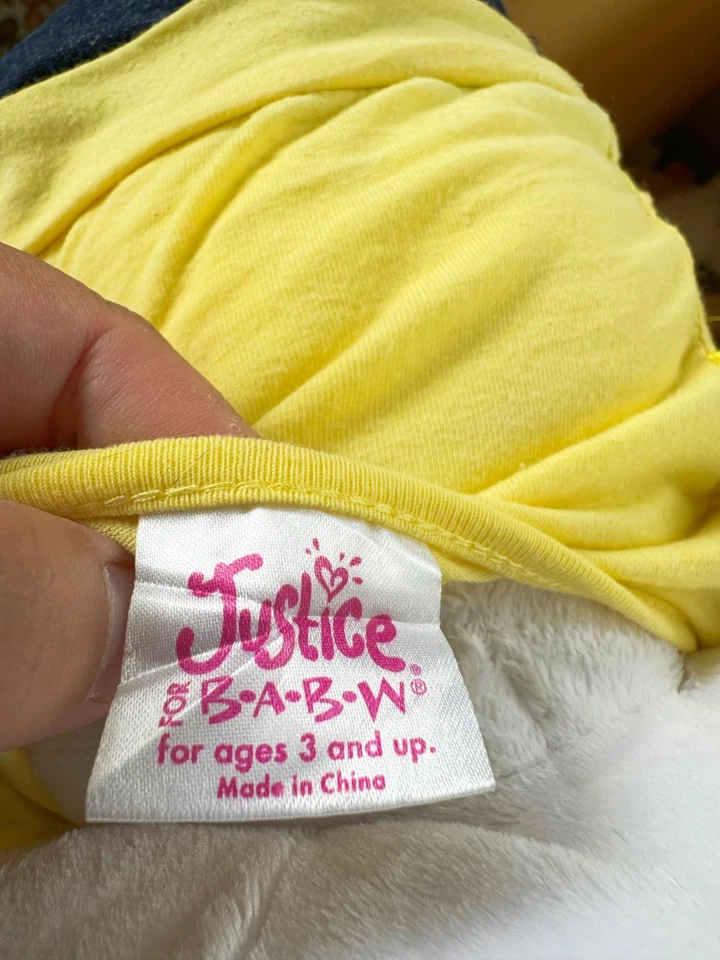 Justice
FOR B•A•B•W®
for ages 3 and up.
Made in China